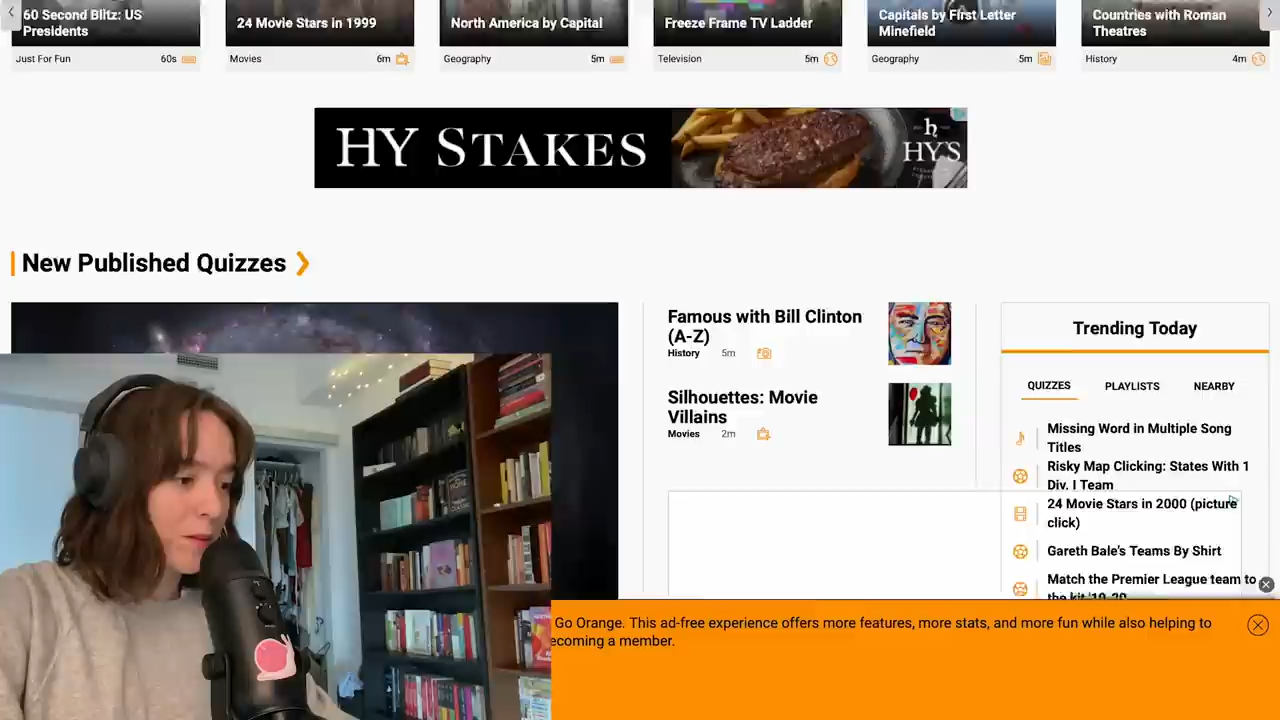 60 Second Blitz: US
Presidents
24 Movie Stars in 1999
North America by Capital
Freeze Frame TV Ladder
Capitals by First Letter
Minefield
Countries with Roman
Theatres
Just For Fun 60s
Movies 6m
Geography 5m
Television 5m
Geography 5m
History 4m
HY STAKES
h
HY'S
New Published Quizzes
Famous with Bill Clinton
(A-Z)
History 5m
Silhouettes: Movie
Villains
Movies 2m
Trending Today
QUIZZES PLAYLISTS NEARBY
Missing Word in Multiple Song
Titles
Risky Map Clicking: States With 1
Div. I Team
24 Movie Stars in 2000 (picture
click)
Gareth Bale's Teams By Shirt
Match the Premier League team to
the kit '19-20
Go Orange. This ad-free experience offers more features, more stats, and more fun while also helping to
ecoming a member.